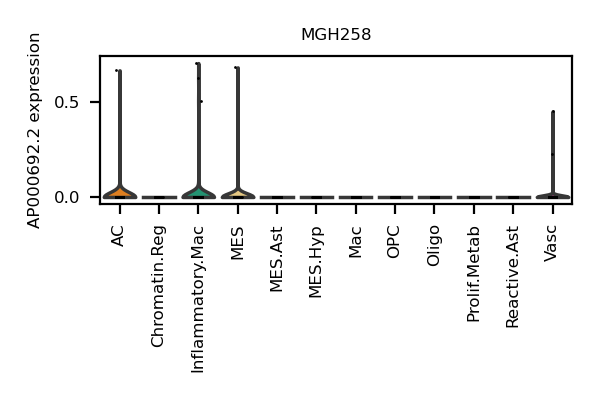 MGH258
AP000692.2 expression
0.5
0.0
AC
Chromatin.Reg
Inflammatory.Mac
MES
MES.Ast
MES.Hyp
Mac
OPC
Oligo
Prolif.Metab
Reactive.Ast
Vasc